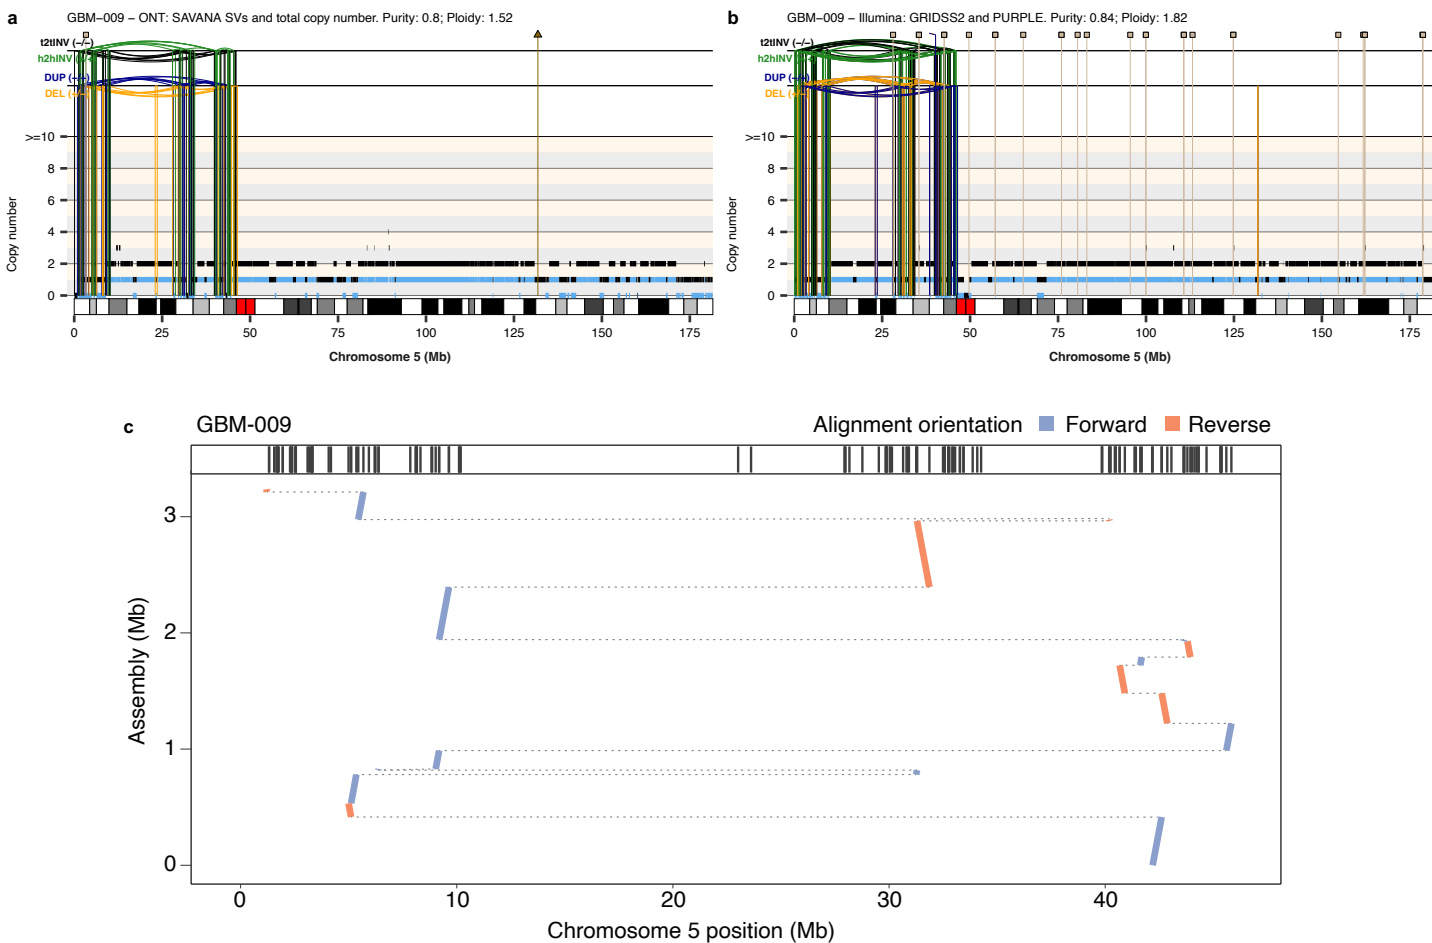 a
GBM-009 – ONT: SAVANA SVs and total copy number. Purity: 0.8; Ploidy: 1.52
t2tINV (–/–)
h2hINV
DUP
DEL
>=10
8
6
4
2
0
Copy number
0 25 50 75 100 125 150 175
Chromosome 5 (Mb)
b
GBM-009 – Illumina: GRIDSS2 and PURPLE. Purity: 0.84; Ploidy: 1.82
t2tINV (–/–)
h2hINV
DUP
DEL
>=10
8
6
4
2
0
Copy number
0 25 50 75 100 125 150 175
Chromosome 5 (Mb)
c
GBM-009
Alignment orientation Forward Reverse
3
2
1
0
Assembly (Mb)
0 10 20 30 40
Chromosome 5 position (Mb)